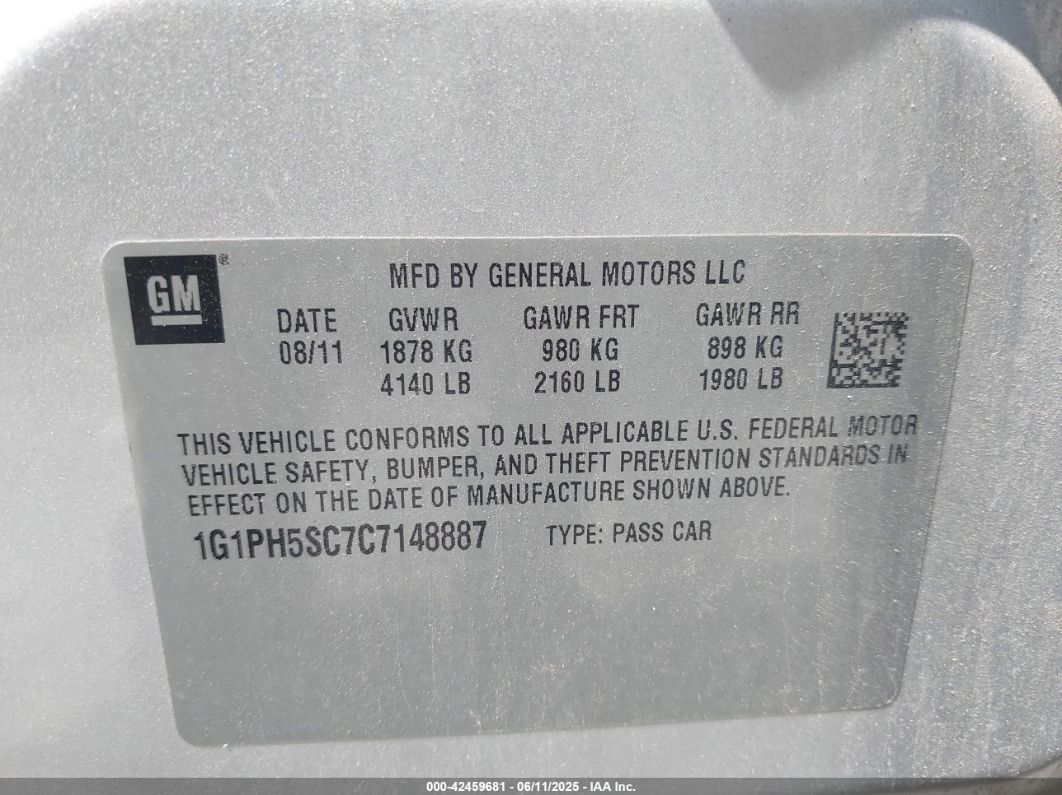 GM ®
MFD BY GENERAL MOTORS LLC
DATE GVWR GAWR FRT GAWR RR
08/11 1878 KG 980 KG 898 KG
4140 LB 2160 LB 1980 LB
THIS VEHICLE CONFORMS TO ALL APPLICABLE U.S. FEDERAL MOTOR
VEHICLE SAFETY, BUMPER, AND THEFT PREVENTION STANDARDS IN
EFFECT ON THE DATE OF MANUFACTURE SHOWN ABOVE.
1G1PH5SC7C7148887 TYPE: PASS CAR
000-42459681 - 06/11/2025 - IAA Inc.